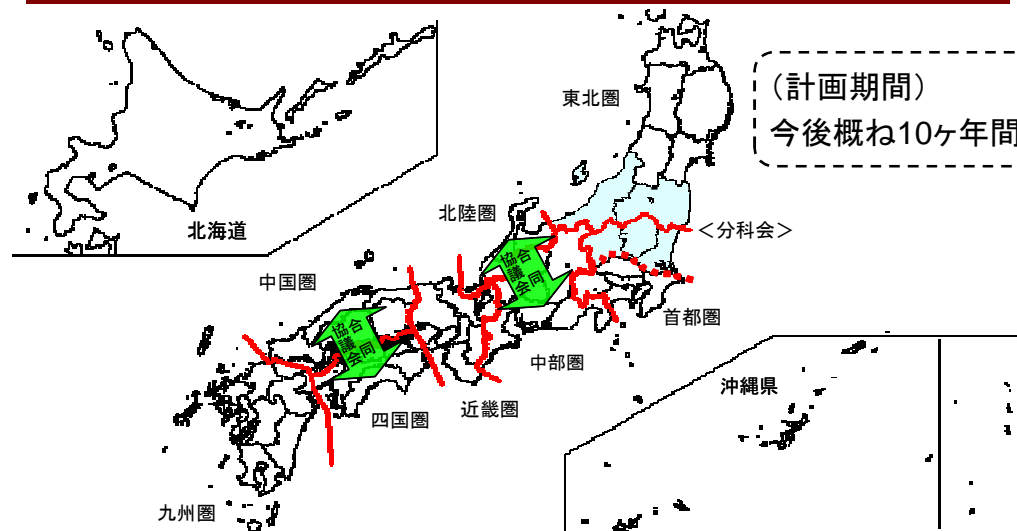 東北圏
(計画期間)
今後概ね10ヶ年間
北陸圏
北海道
<分科会>
中国圏
合同
協議会
合同
協議会
首都圏
中部圏
沖縄県
近畿圏
四国圏
九州圏